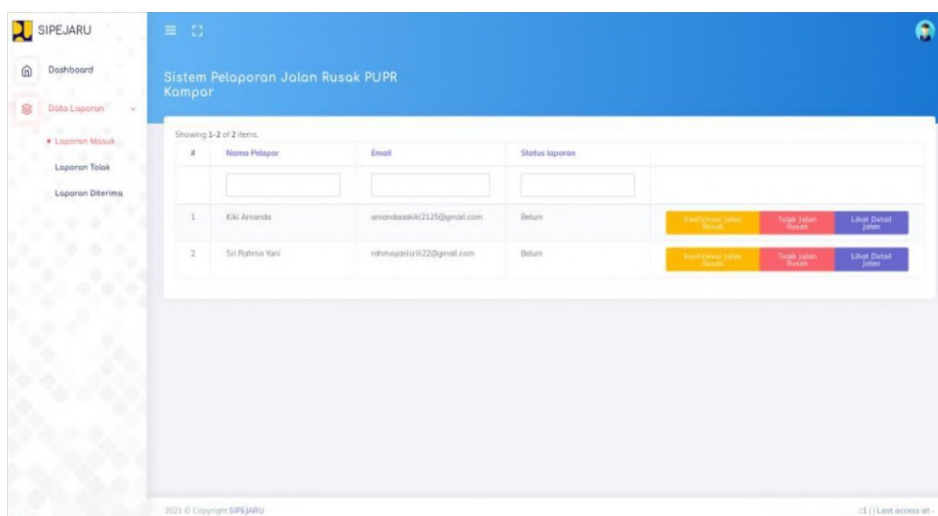 SIPEJARU
Dashboard
Data Laporan
Laporan Masuk
Laporan Tolak
Laporan Diterima
Sistem Pelaporan Jalan Rusak PUPR
Kampar
Showing 1-2 of 2 items.
# Nama Pelapor Email Status laporan
1 Kiki Amanda amandaaakiki2125@gmail.com Belum Konfirmasi Jalan Rusak Tolak Jalan Rusak Lihat Detail Jalan
2 Sri Rahma Yani rahmayanisriii22@gmail.com Belum Konfirmasi Jalan Rusak Tolak Jalan Rusak Lihat Detail Jalan
2021 © Copyright SIPEJARU
::1 | | Last access at -